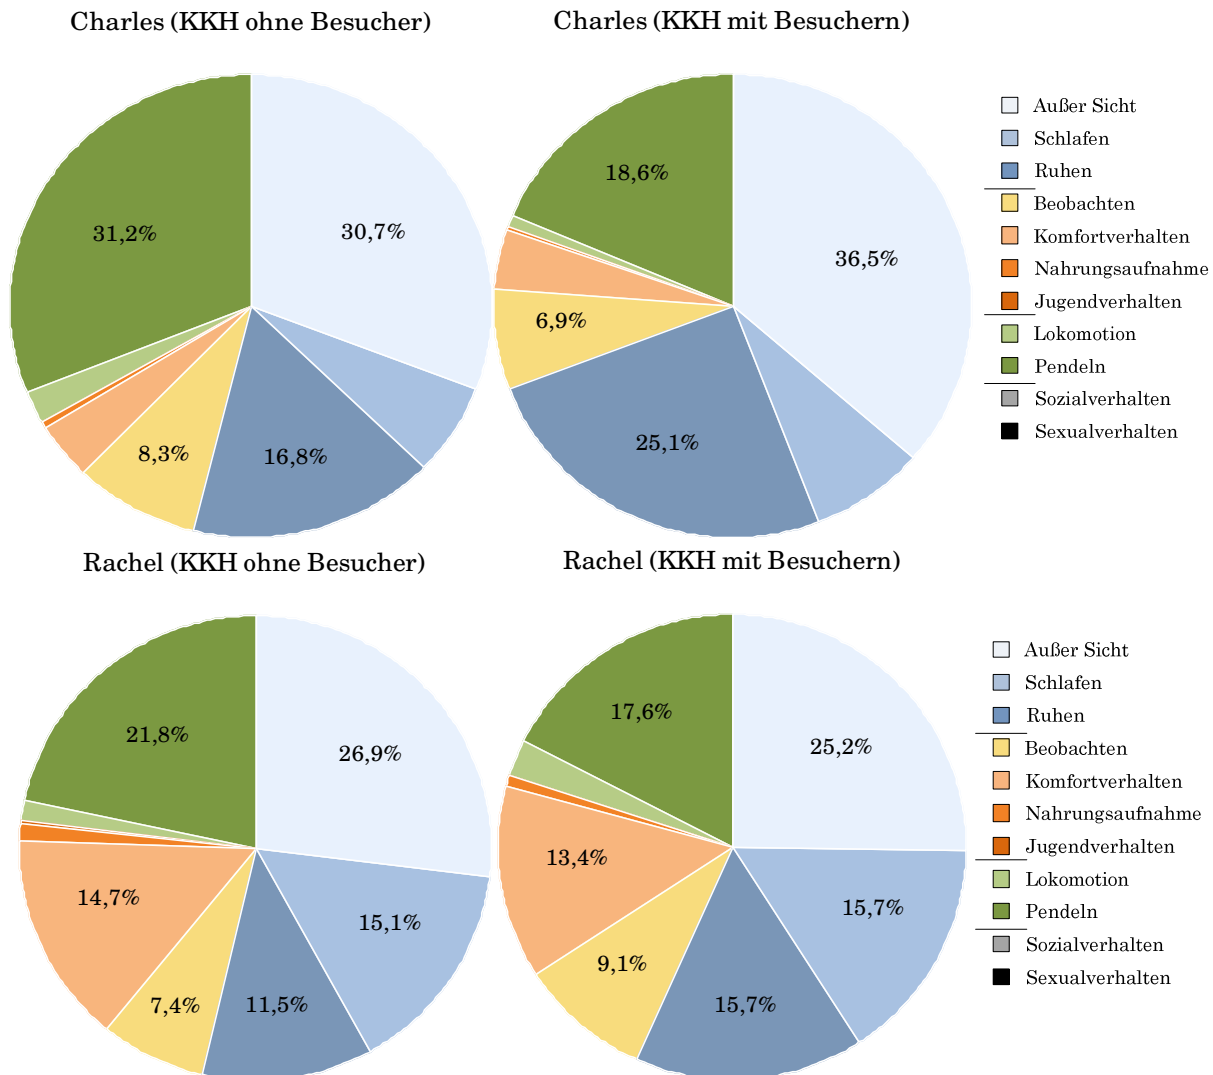 Charles (KKH ohne Besucher)
31,2%
30,7%
8,3%
16,8%
Charles (KKH mit Besuchern)
18,6%
36,5%
6,9%
25,1%
Außer Sicht
Schlafen
Ruhen
Beobachten
Komfortverhalten
Nahrungsaufnahme
Jugendverhalten
Lokomotion
Pendeln
Sozialverhalten
Sexualverhalten
Rachel (KKH ohne Besucher)
21,8%
26,9%
14,7%
15,1%
7,4%
11,5%
Rachel (KKH mit Besuchern)
17,6%
25,2%
13,4%
15,7%
9,1%
15,7%
Außer Sicht
Schlafen
Ruhen
Beobachten
Komfortverhalten
Nahrungsaufnahme
Jugendverhalten
Lokomotion
Pendeln
Sozialverhalten
Sexualverhalten